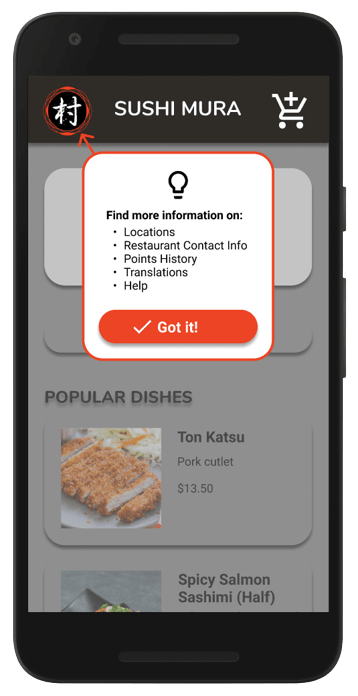 村
SUSHI MURA
Find more information on:
• Locations
• Restaurant Contact Info
• Points History
• Translations
• Help
Got it!
POPULAR DISHES
Ton Katsu
Pork cutlet
$13.50
Spicy Salmon
Sashimi (Half)